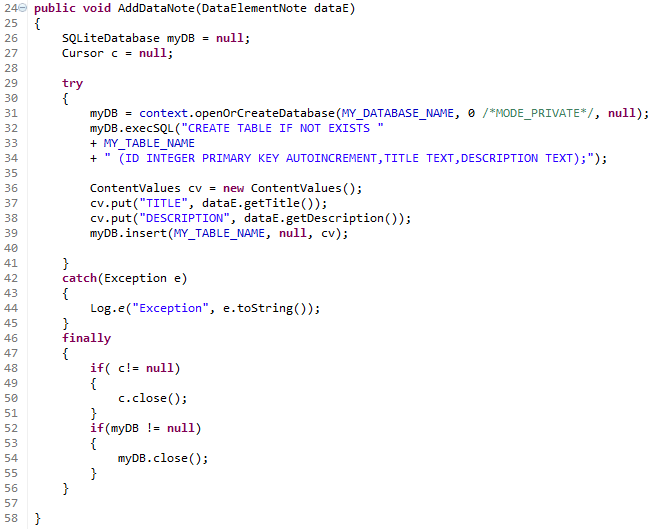 24 public void AddDataNote(DataElementNote dataE)
25 {
26     SQLiteDatabase myDB = null;
27     Cursor c = null;
28
29     try
30     {
31         myDB = context.openOrCreateDatabase(MY_DATABASE_NAME, 0 /*MODE_PRIVATE*/, null);
32         myDB.execSQL("CREATE TABLE IF NOT EXISTS "
33         + MY_TABLE_NAME
34         + " (ID INTEGER PRIMARY KEY AUTOINCREMENT,TITLE TEXT,DESCRIPTION TEXT);");
35
36         ContentValues cv = new ContentValues();
37         cv.put("TITLE", dataE.getTitle());
38         cv.put("DESCRIPTION", dataE.getDescription());
39         myDB.insert(MY_TABLE_NAME, null, cv);
40
41     }
42     catch(Exception e)
43     {
44         Log.e("Exception", e.toString());
45     }
46     finally
47     {
48         if( c!= null)
49         {
50             c.close();
51         }
52         if(myDB != null)
53         {
54             myDB.close();
55         }
56     }
57
58 }